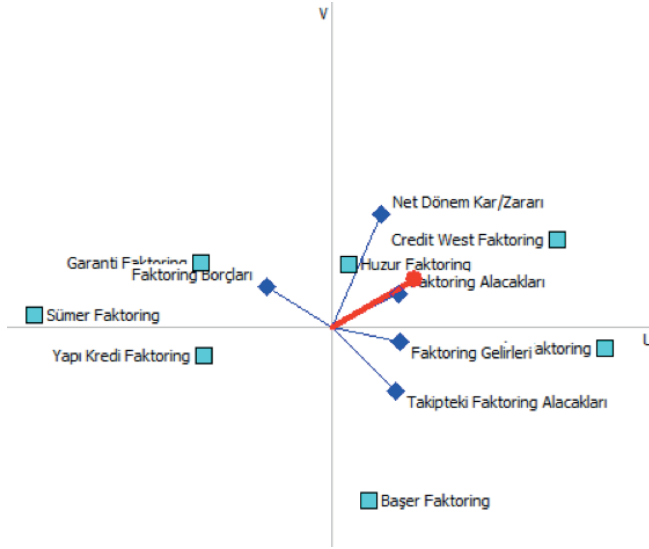 V
Net Dönem Kar/Zararı
Credit West Faktoring
Garanti Faktoring
Huzur Faktoring
Faktoring Borçları
Faktoring Alacakları
Sümer Faktoring
U
Yapı Kredi Faktoring
Faktoring Gelirleri
Takipteki Faktoring Alacakları
Başer Faktoring